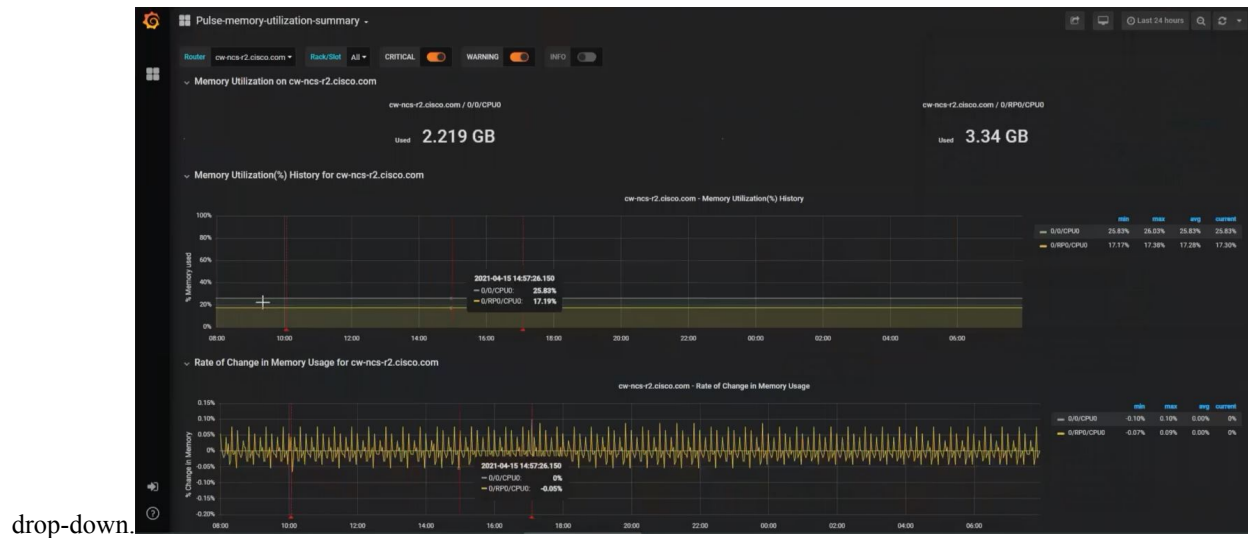 Pulse-memory-utilization-summary
Last 24 hours
Router cw-ncs-r2.cisco.com Rack/Slot All CRITICAL WARNING INFO
Memory Utilization on cw-ncs-r2.cisco.com
cw-ncs-r2.cisco.com / 0/0/CPU0
Used 2.219 GB
cw-ncs-r2.cisco.com / 0/RP0/CPU0
Used 3.34 GB
Memory Utilization(%) History for cw-ncs-r2.cisco.com
cw-ncs-r2.cisco.com - Memory Utilization(%) History
% Memory used
100%
80%
60%
40%
20%
0%
08:00 10:00 12:00 14:00 16:00 18:00 20:00 22:00 00:00 02:00 04:00 06:00
2021-04-15 14:57:26.150
0/0/CPU0: 25.83%
0/RP0/CPU0: 17.19%
min max avg current
0/0/CPU0 25.83% 26.03% 25.83% 25.83%
0/RP0/CPU0 17.17% 17.38% 17.28% 17.30%
Rate of Change in Memory Usage for cw-ncs-r2.cisco.com
cw-ncs-r2.cisco.com - Rate of Change in Memory Usage
% Change in Memory
0.15%
0.10%
0.05%
0%
-0.05%
-0.10%
-0.15%
-0.20%
08:00 10:00 12:00 14:00 16:00 18:00 20:00 22:00 00:00 02:00 04:00 06:00
2021-04-15 14:57:26.150
0/0/CPU0: 0%
0/RP0/CPU0: -0.05%
min max avg current
0/0/CPU0 -0.10% 0.10% 0.00% 0%
0/RP0/CPU0 -0.07% 0.09% 0.00% 0%
drop-down.